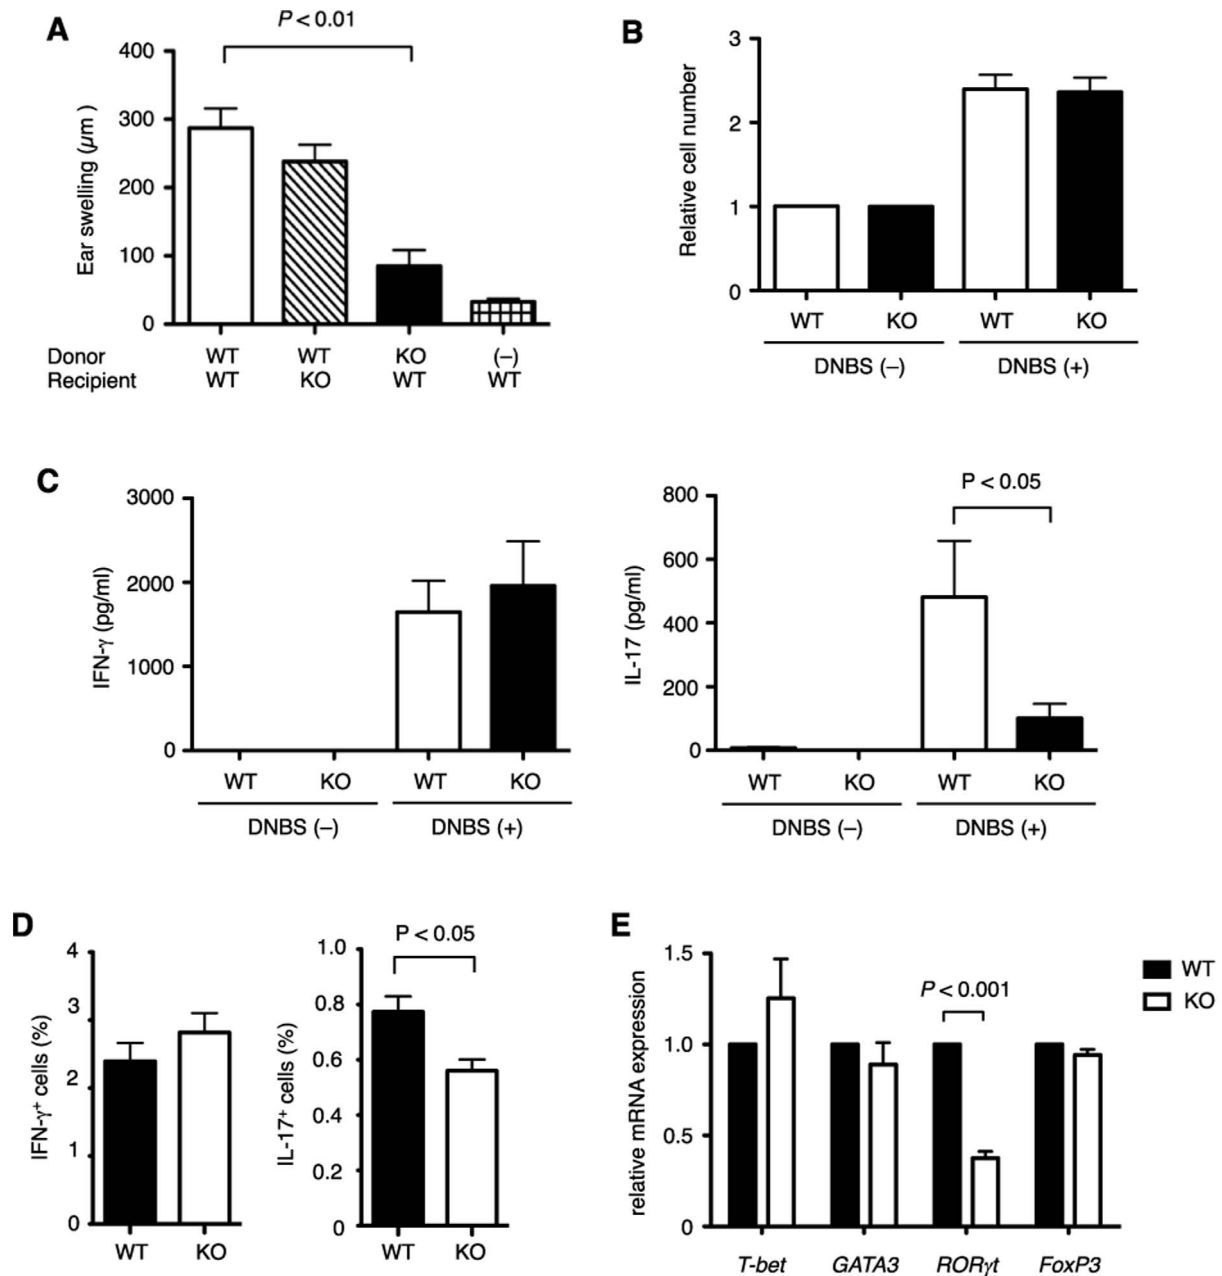 A
P < 0.01
Ear swelling (µm )
400
300
200
100
0
Donor WT WT KO (–)
Recipient WT KO WT WT
B
Relative cell number
3
2
1
0
WT KO WT KO
DNBS (–) DNBS (+)
C
IFN-γ (pg/ml)
3000
2000
1000
0
WT KO WT KO
DNBS (–) DNBS (+)
P < 0.05
IL-17 (pg/ml)
800
600
400
200
0
WT KO WT KO
DNBS (–) DNBS (+)
D
IFN-γ+ cells (%)
4
3
2
1
0
WT KO
P < 0.05
IL-17+ cells (%)
1.0
0.8
0.6
0.4
0.2
0
WT KO
E
relative mRNA expression
1.5
1.0
0.5
0
P < 0.001
WT
KO
T-bet GATA3 RORγt FoxP3